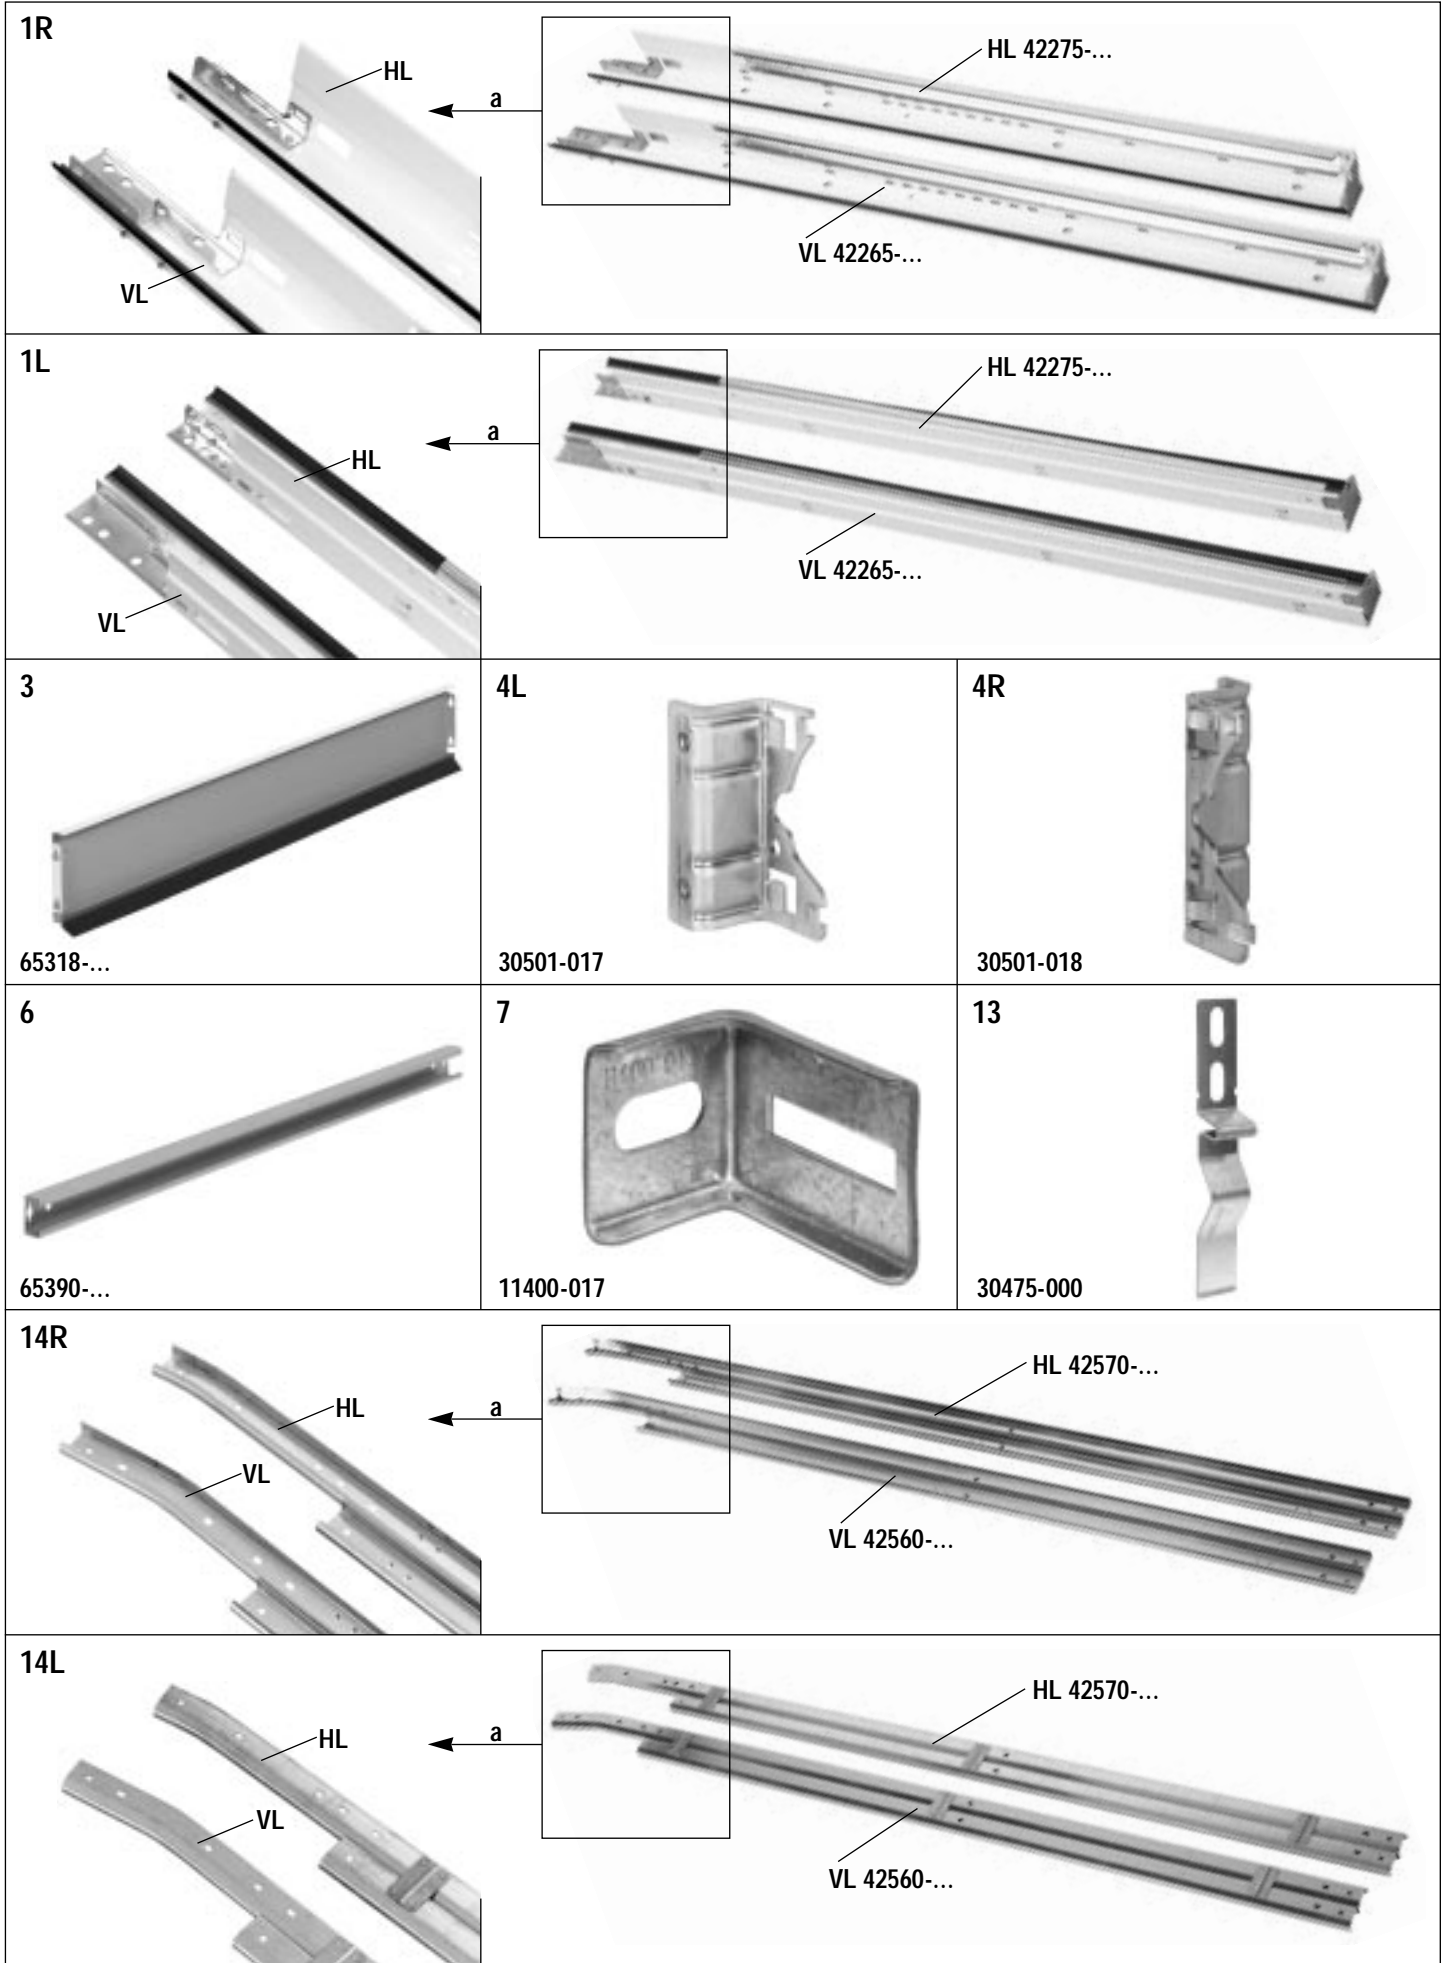 1R
HL
VL
a
HL 42275-...
VL 42265-...
1L
HL
VL
a
HL 42275-...
VL 42265-...
3
65318-...
4L
30501-017
4R
30501-018
6
65390-...
7
11400-017
13
30475-000
14R
HL
VL
a
HL 42570-...
VL 42560-...
14L
HL
VL
a
HL 42570-...
VL 42560-...